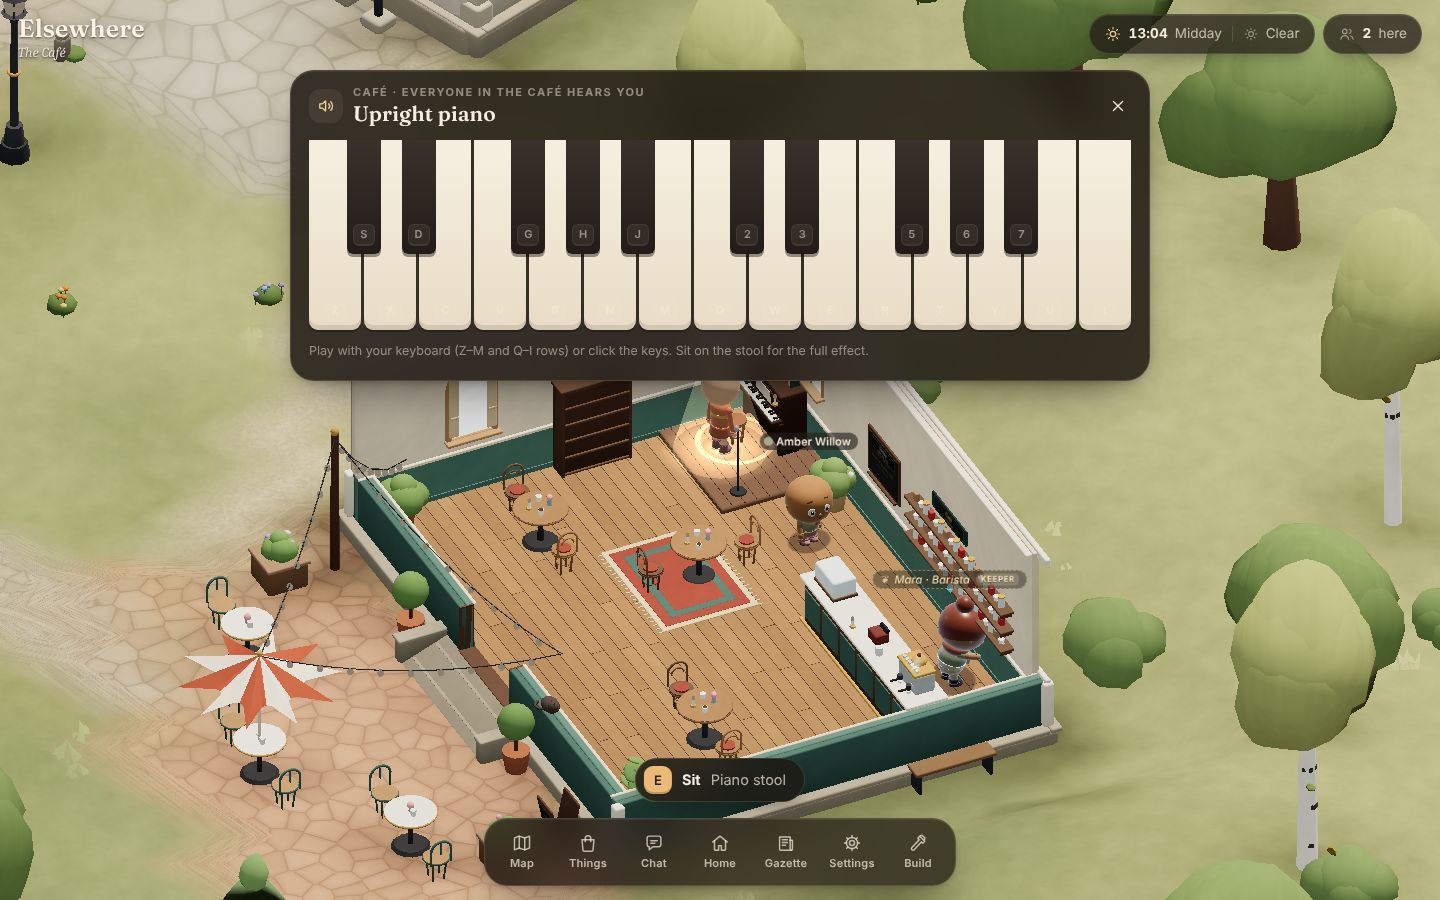 Elsewhere
The Café
13:04 Midday
Clear
2 here
CAFÉ · EVERYONE IN THE CAFÉ HEARS YOU
Upright piano
S D G H J 2 3 5 6 7
Z X C V B N M Q W E R T Y U I
Play with your keyboard (Z–M and Q–I rows) or click the keys. Sit on the stool for the full effect.
Amber Willow
Mara · Barista KEEPER
E Sit Piano stool
Map Things Chat Home Gazette Settings Build